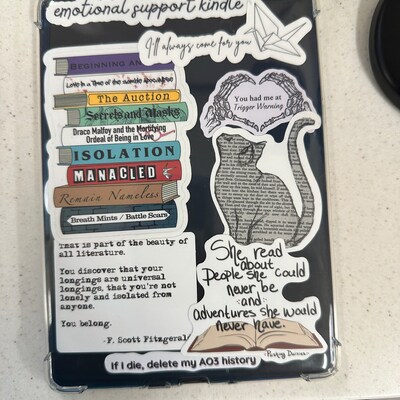 emotional support kindle
I'll always come for you
BEGINNING AND
Love in a Time of the Zombie Apocalypse
The Auction
Secrets and Masks
Draco Malfoy and the Mortifying
Ordeal of Being in Love
ISOLATION
MANACLED
Remain Nameless
Breath Mints / Battle Scars
You had me at
Trigger Warning.
That is part of the beauty of
all literature.
You discover that your
longings are universal
longings, that you're not
lonely and isolated from
anyone.
You belong.
-F. Scott Fitzgeral
She read
about
People she could
never be
and
adventures she would
never have.
If I die, delete my AO3 history